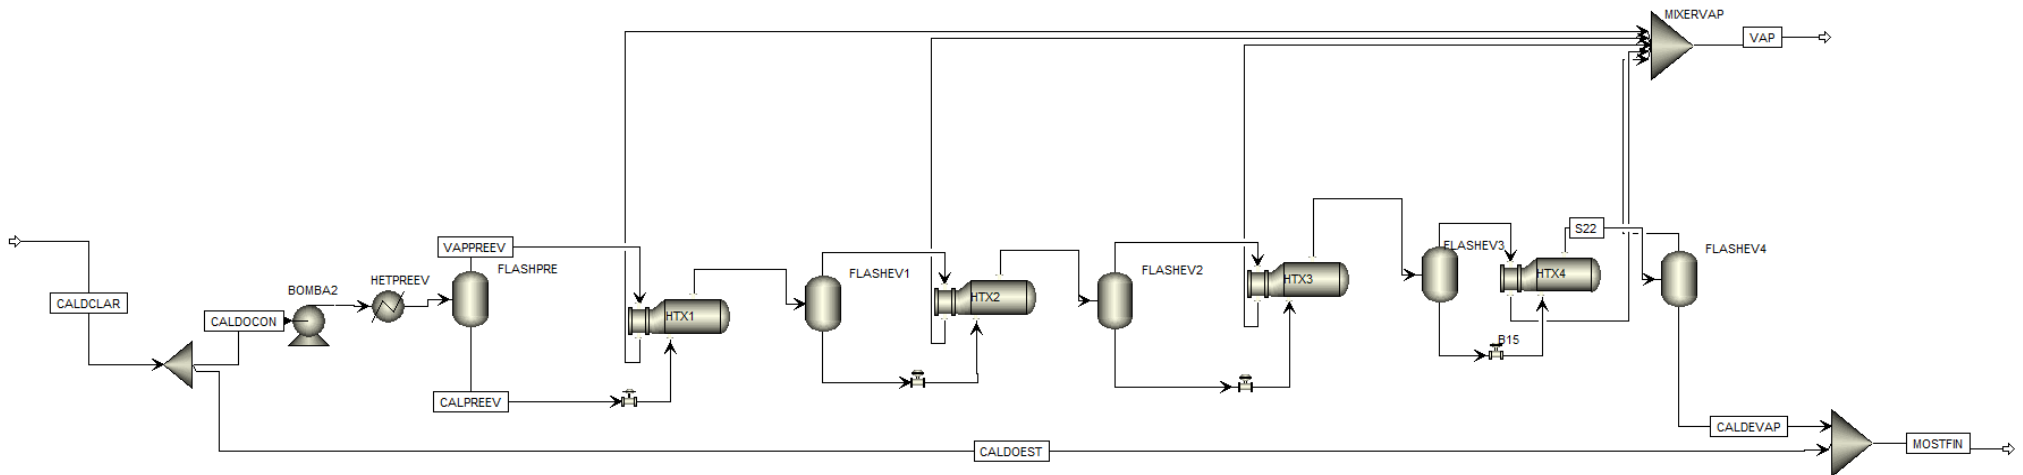 MIXERVAP
VAP
S22
VAPPREEV
FLASHPRE
HETPREEV
BOMBA2
CALDCLAR
CALDOCON
HTX1
FLASHEV1
HTX2
FLASHEV2
HTX3
FLASHEV3
HTX4
FLASHEV4
B15
CALPREEV
CALDOEST
CALDEVAP
MOSTFIN